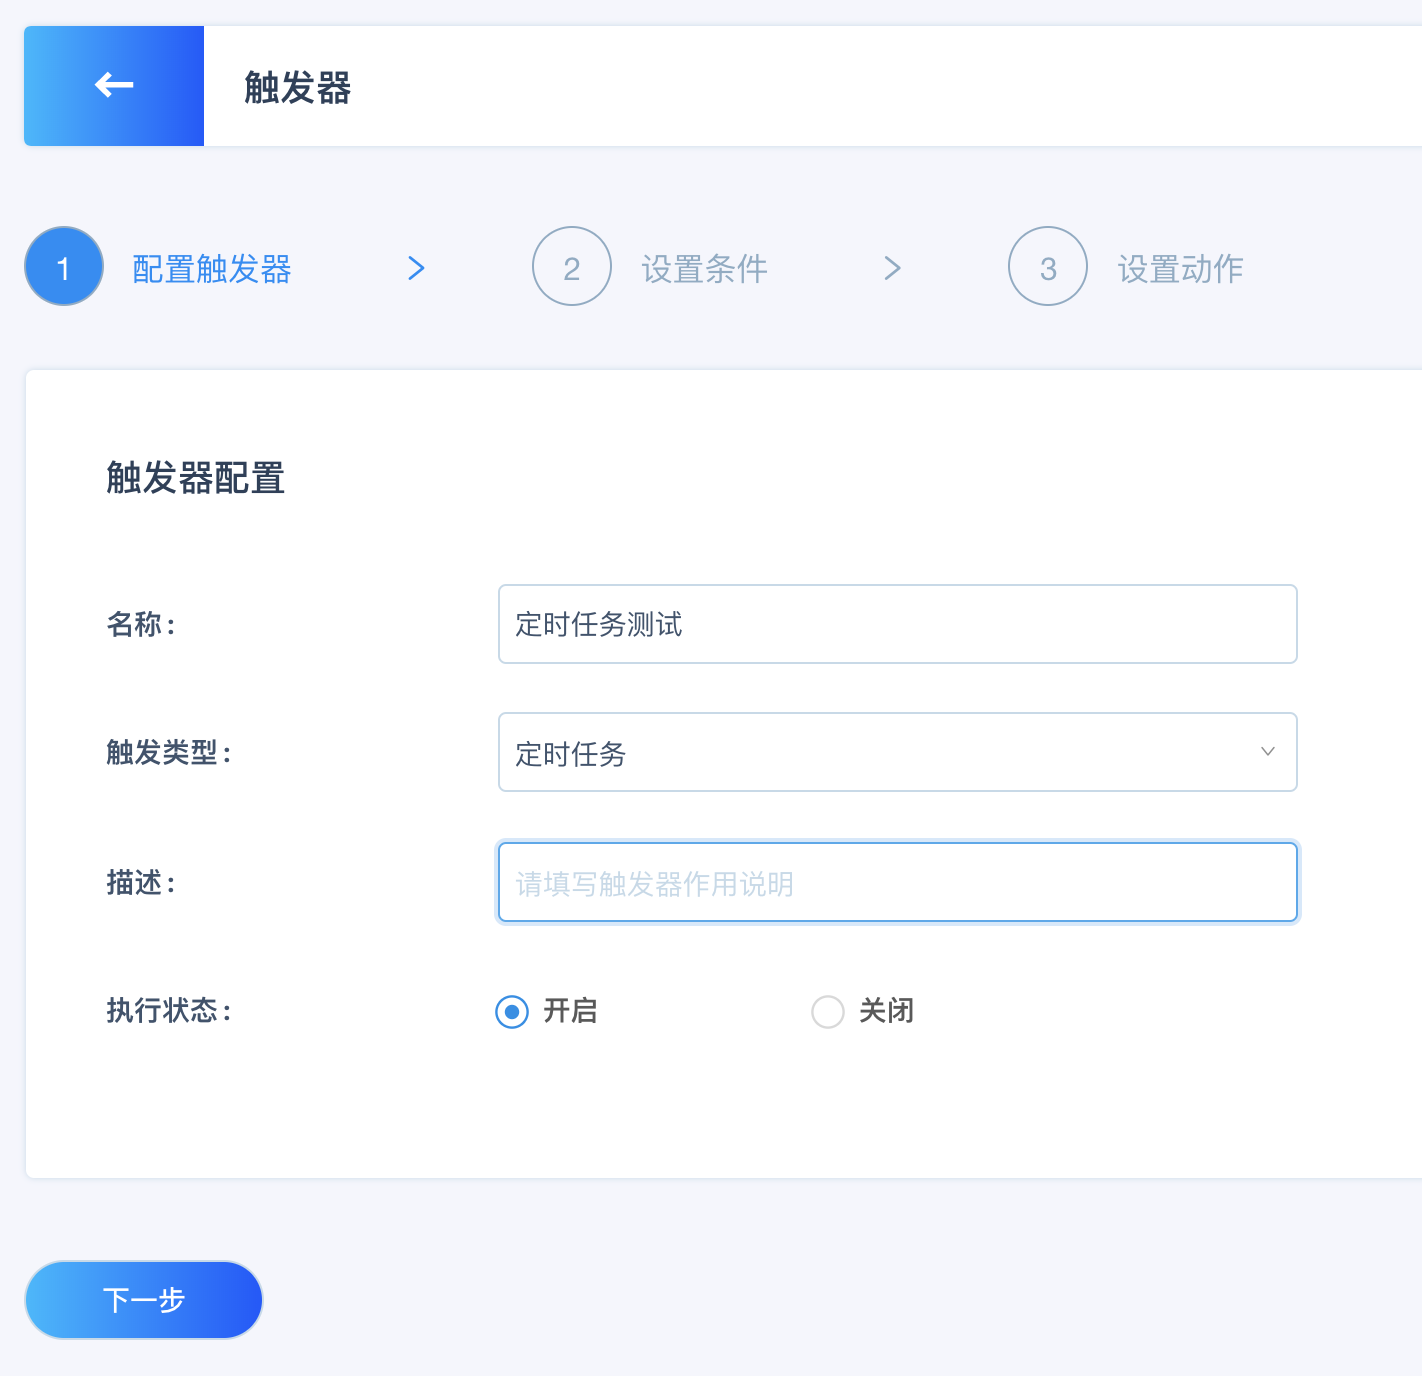 触发器
1 配置触发器 > 2 设置条件 > 3 设置动作
触发器配置
名称: 定时任务测试
触发类型: 定时任务
描述: 请填写触发器作用说明
执行状态: 开启 关闭
下一步